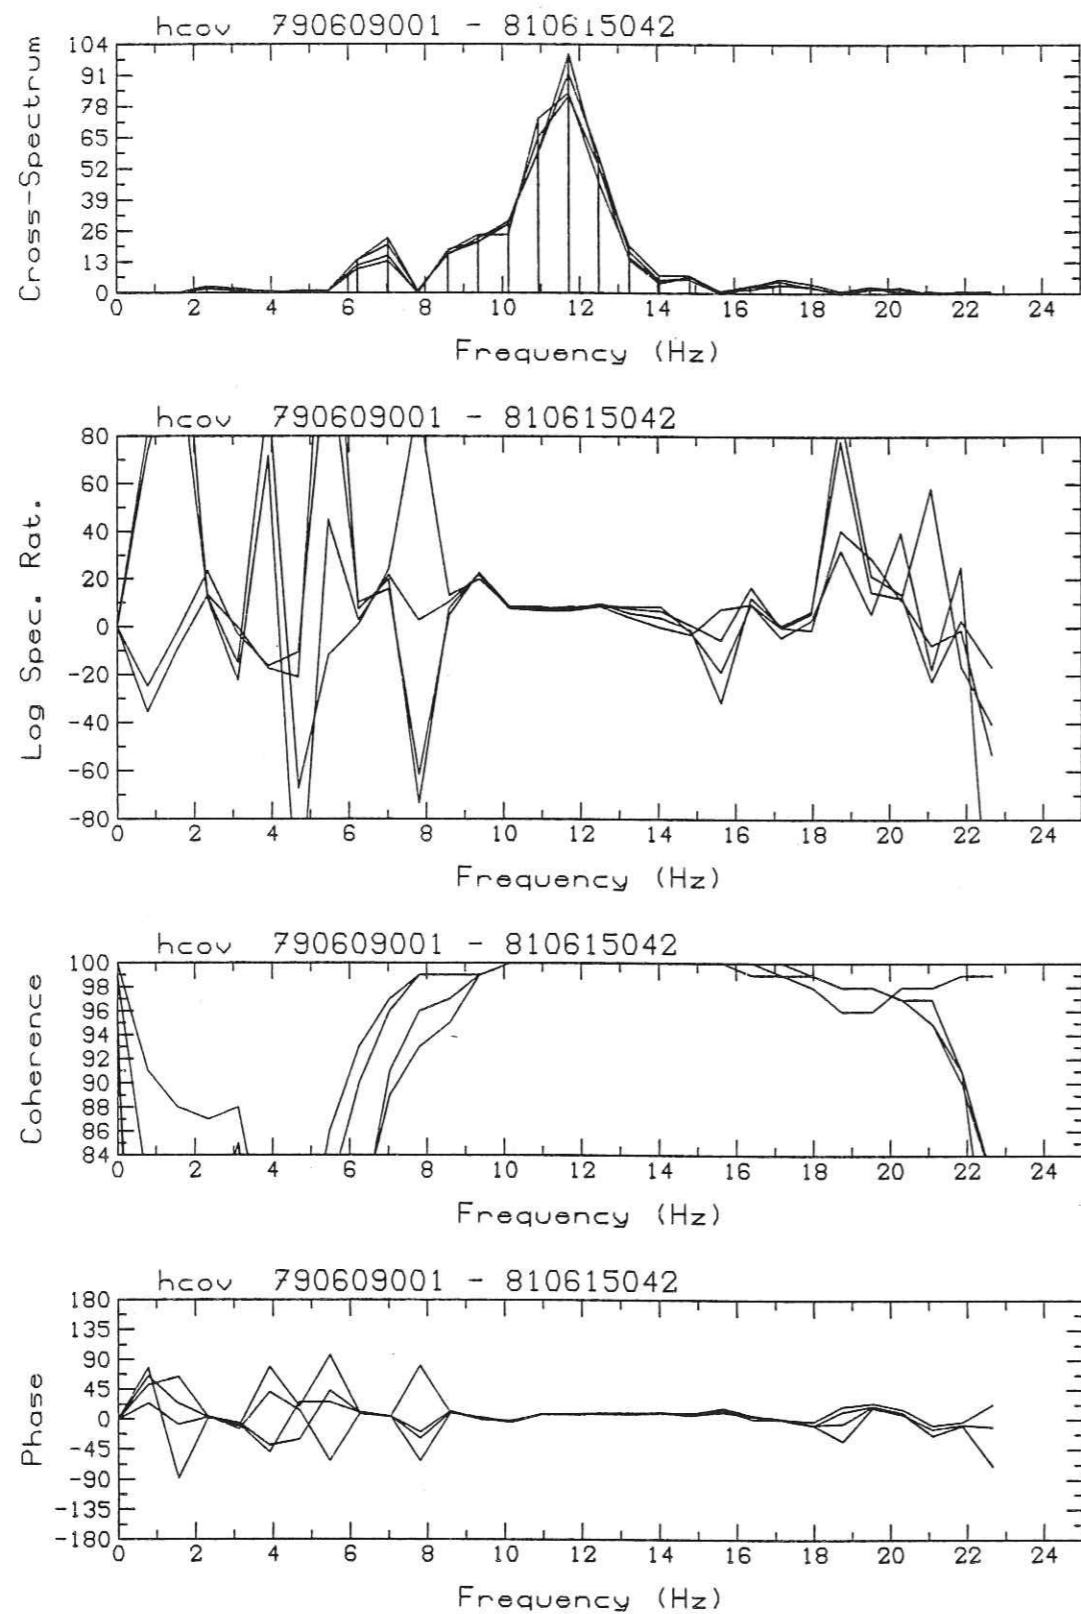 hcov 790609001 - 810615042
Cross-Spectrum
104
91
78
65
52
39
26
13
0
0 2 4 6 8 10 12 14 16 18 20 22 24
Frequency (Hz)
hcov 790609001 - 810615042
Log Spec. Rat.
80
60
40
20
0
-20
-40
-60
-80
0 2 4 6 8 10 12 14 16 18 20 22 24
Frequency (Hz)
hcov 790609001 - 810615042
Coherence
100
98
96
94
92
90
88
86
84
0 2 4 6 8 10 12 14 16 18 20 22 24
Frequency (Hz)
hcov 790609001 - 810615042
Phase
180
135
90
45
0
-45
-90
-135
-180
0 2 4 6 8 10 12 14 16 18 20 22 24
Frequency (Hz)